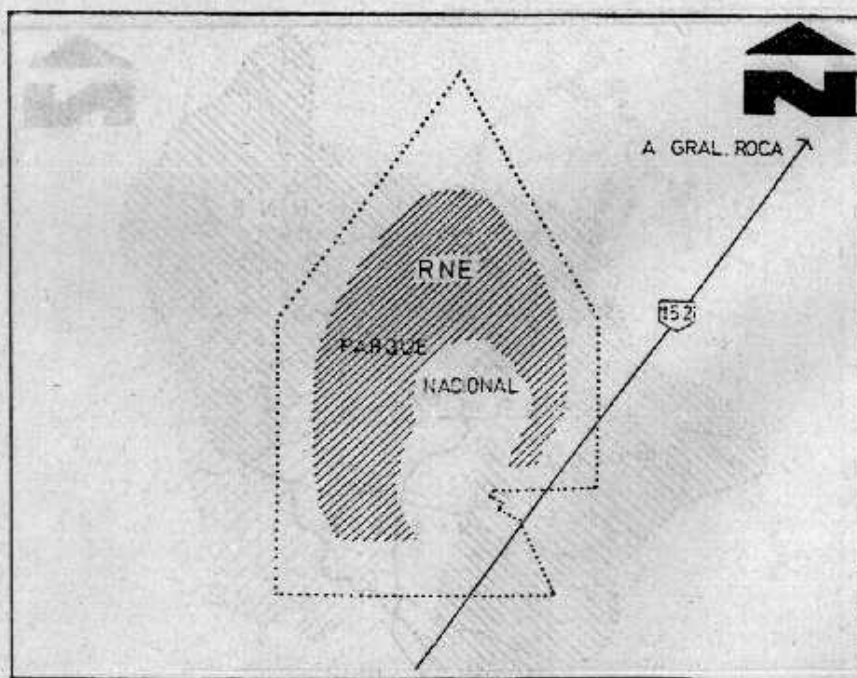 N
A GRAL. ROCA
RNE
152
PARQUE
NACIONAL